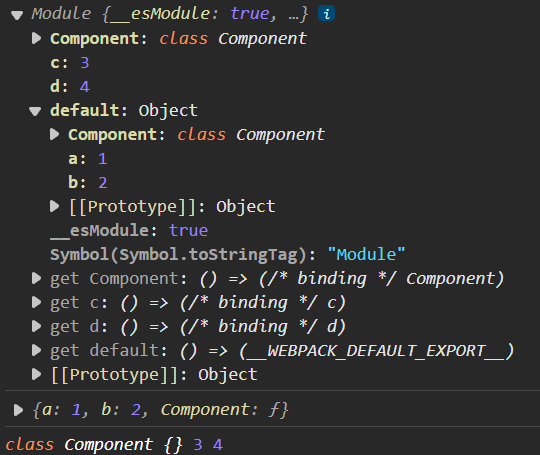 Module {__esModule: true, …} i
Component: class Component
c: 3
d: 4
default: Object
Component: class Component
a: 1
b: 2
[[Prototype]]: Object
__esModule: true
Symbol(Symbol.toStringTag): "Module"
get Component: () => (/* binding */ Component)
get c: () => (/* binding */ c)
get d: () => (/* binding */ d)
get default: () => (__WEBPACK_DEFAULT_EXPORT__)
[[Prototype]]: Object
{a: 1, b: 2, Component: ƒ}
class Component {} 3 4